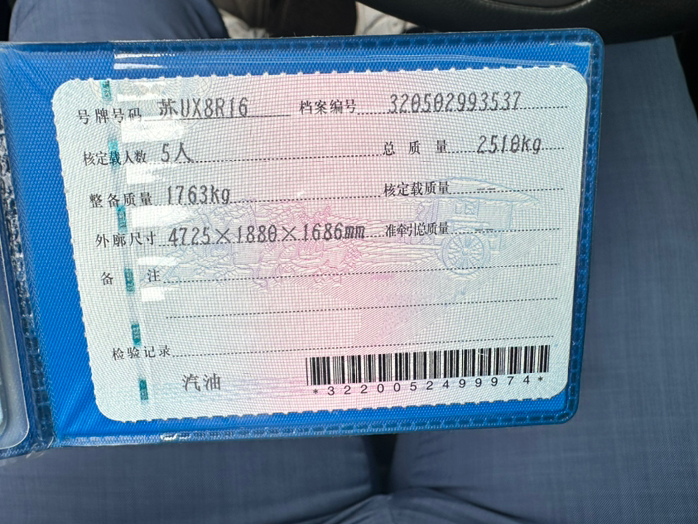 号牌号码 苏UX8R16 档案编号 320502993537
核定载人数 5人 总质量 2510kg
整备质量 1763kg 核定载质量 --
外廓尺寸 4725×1880×1686mm 准牵引总质量 --
备注
检验记录
汽油
*3220052499974*